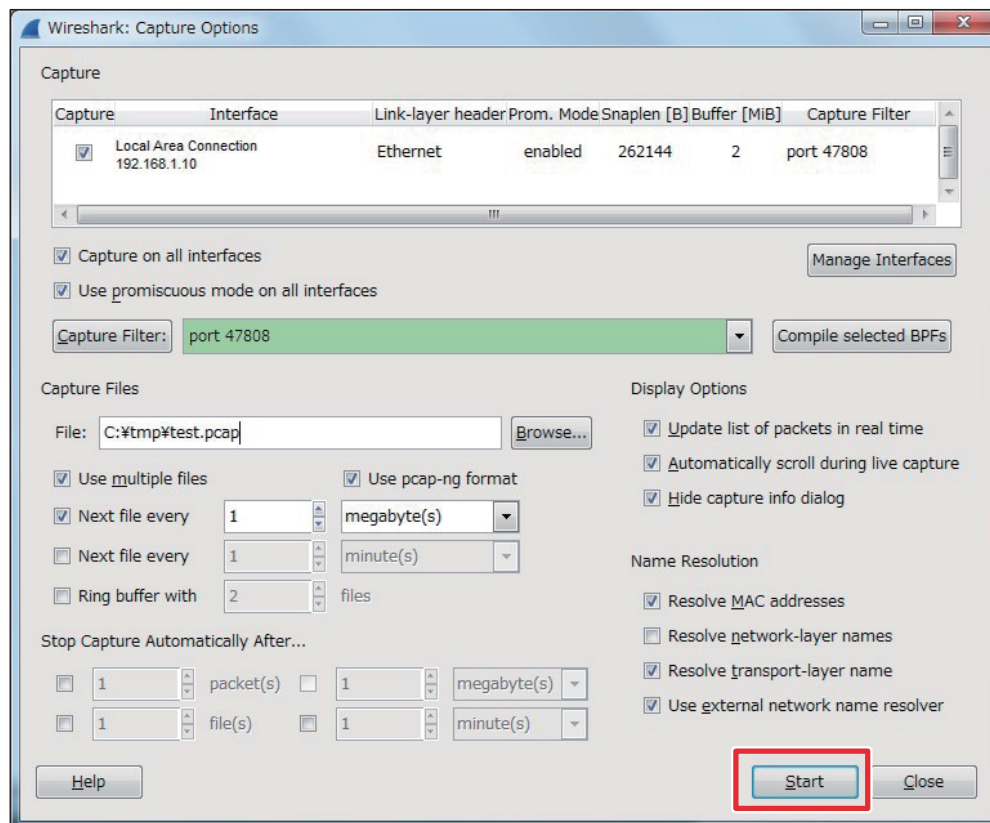 Wireshark: Capture Options
Capture
Capture Interface Link-layer header Prom. Mode Snaplen [B] Buffer [MiB] Capture Filter
Local Area Connection
192.168.1.10 Ethernet enabled 262144 2 port 47808
Capture on all interfaces
Manage Interfaces
Use promiscuous mode on all interfaces
Capture Filter: port 47808 Compile selected BPFs
Capture Files
File: C:¥tmp¥test.pcap Browse...
Use multiple files Use pcap-ng format
Next file every 1 megabyte(s)
Next file every 1 minute(s)
Ring buffer with 2 files
Stop Capture Automatically After...
1 packet(s) 1 megabyte(s)
1 file(s) 1 minute(s)
Display Options
Update list of packets in real time
Automatically scroll during live capture
Hide capture info dialog
Name Resolution
Resolve MAC addresses
Resolve network-layer names
Resolve transport-layer name
Use external network name resolver
Help Start Close